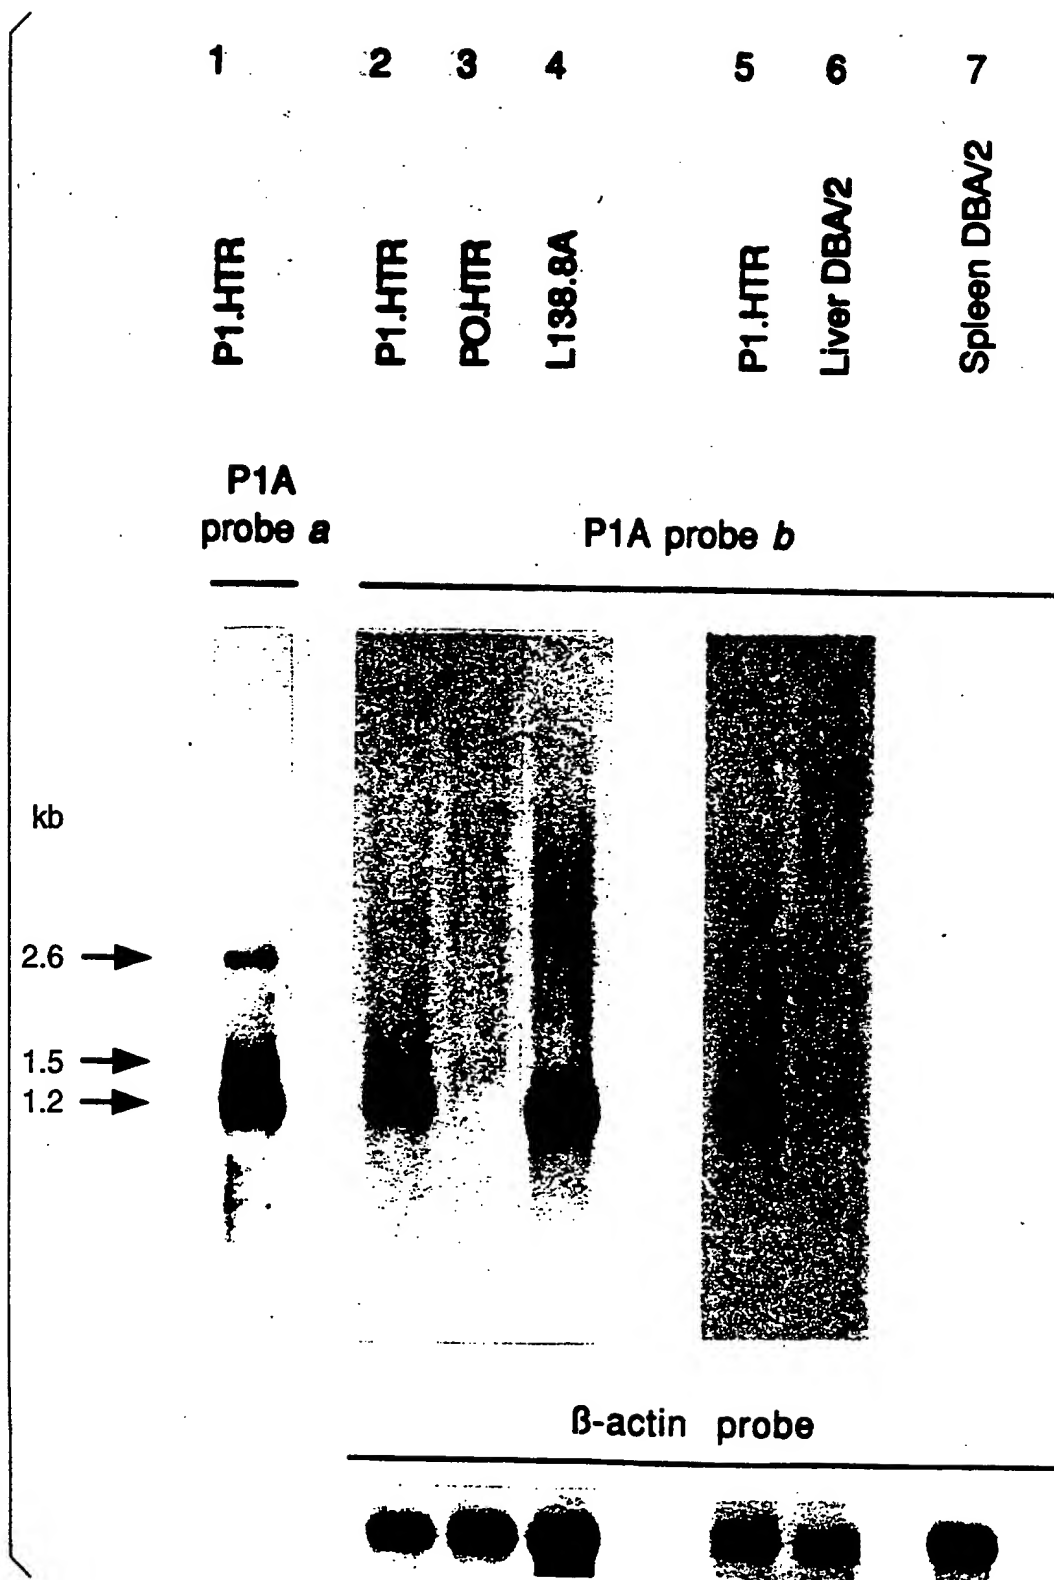 1 2 3 4 5 6 7
P1.HTR
P1.HTR
PO.HTR
L138.8A
P1.HTR
Liver DBA/2
Spleen DBA/2
P1A
probe a
P1A probe b
kb
2.6
1.5
1.2
ß-actin probe